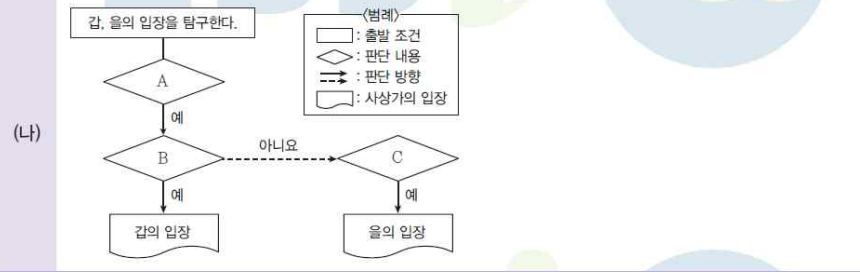 갑, 을의 입장을 탐구한다.
<범례>
: 출발 조건
: 판단 내용
: 판단 방향
: 사상가의 입장
A
예
(나)
B
아니요
C
예
예
갑의 입장
을의 입장